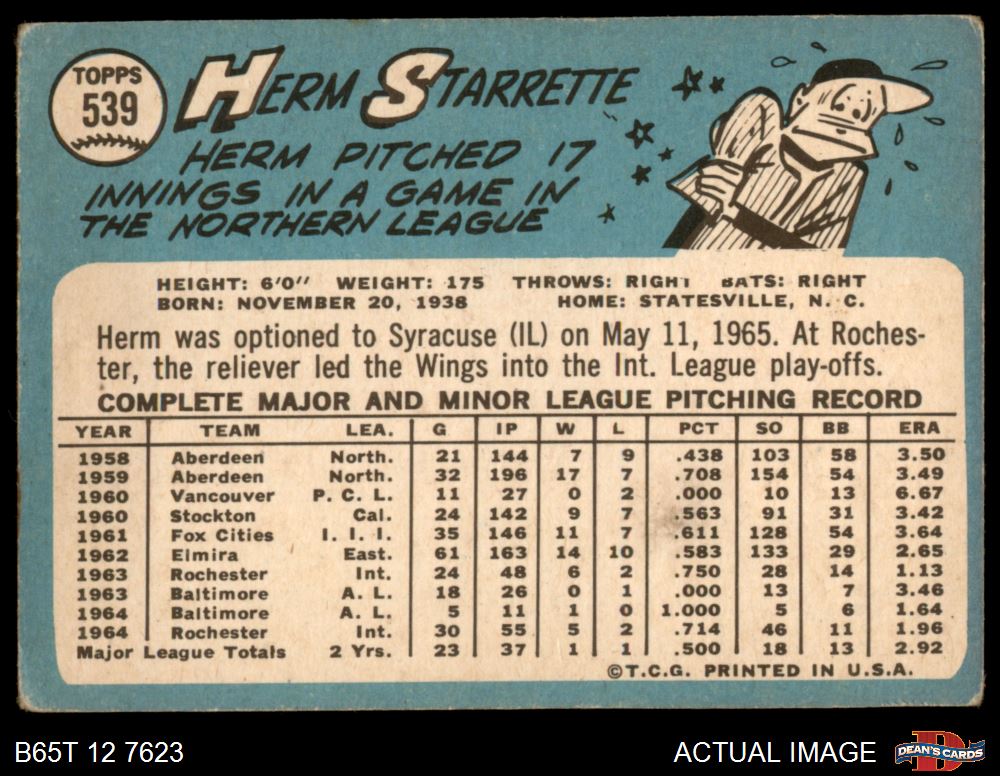 TOPPS
539
HERM STARRETTE
HERM PITCHED 17
INNINGS IN A GAME IN
THE NORTHERN LEAGUE
HEIGHT: 6'0" WEIGHT: 175 THROWS: RIGHT BATS: RIGHT
BORN: NOVEMBER 20, 1938 HOME: STATESVILLE, N. C.
Herm was optioned to Syracuse (IL) on May 11, 1965. At Roches-
ter, the reliever led the Wings into the Int. League play-offs.
COMPLETE MAJOR AND MINOR LEAGUE PITCHING RECORD
YEAR TEAM LEA. G IP W L PCT SO BB ERA
1958 Aberdeen North. 21 144 7 9 .438 103 58 3.50
1959 Aberdeen North. 32 196 17 7 .708 154 54 3.49
1960 Vancouver P. C. L. 11 27 0 2 .000 10 13 6.67
1960 Stockton Cal. 24 142 9 7 .563 91 31 3.42
1961 Fox Cities I. I. I. 35 146 11 7 .611 128 54 3.64
1962 Elmira East. 61 163 14 10 .583 133 29 2.65
1963 Rochester Int. 24 48 6 2 .750 28 14 1.13
1963 Baltimore A. L. 18 26 0 1 .000 13 7 3.46
1964 Baltimore A. L. 5 11 1 0 1.000 5 6 1.64
1964 Rochester Int. 30 55 5 2 .714 46 11 1.96
Major League Totals 2 Yrs. 23 37 1 1 .500 18 13 2.92
©T.C.G. PRINTED IN U.S.A.
B65T 12 7623 ACTUAL IMAGE DEAN'S CARDS